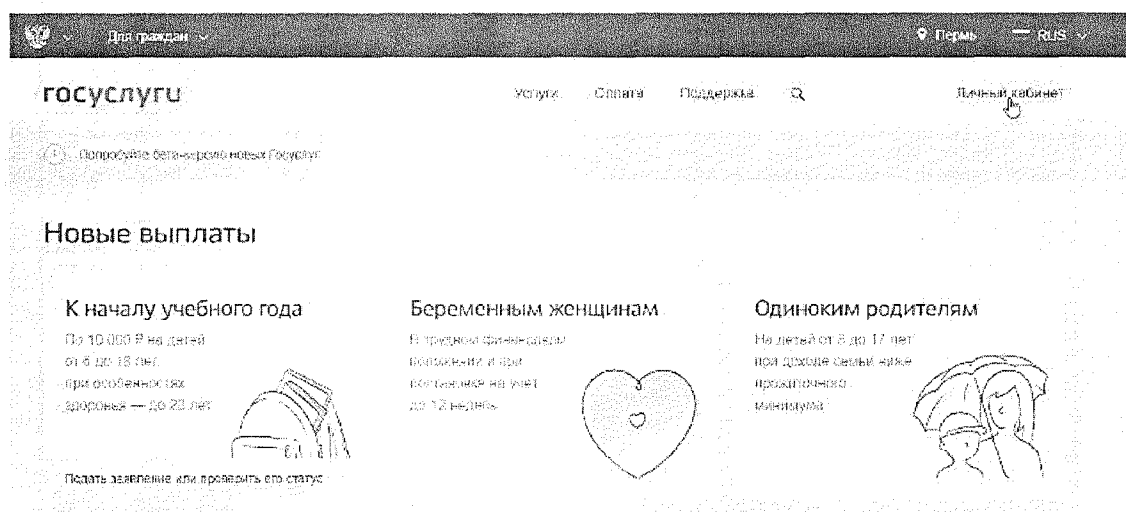 Для граждан
Пермь RUS
госуслуги
Услуги Оплата Поддержка Личный кабинет
Попробуйте бета-версию новых Госуслуг
Новые выплаты
К началу учебного года
По 10 000 ₽ на детей
от 6 до 18 лет,
при особенностях
здоровья — до 23 лет
Подать заявление или проверить его статус
Беременным женщинам
В трудном финансовом
положении и при
постановке на учёт
до 12 недель
Одиноким родителям
На детей от 8 до 17 лет
при доходе семьи ниже
прожиточного
минимума